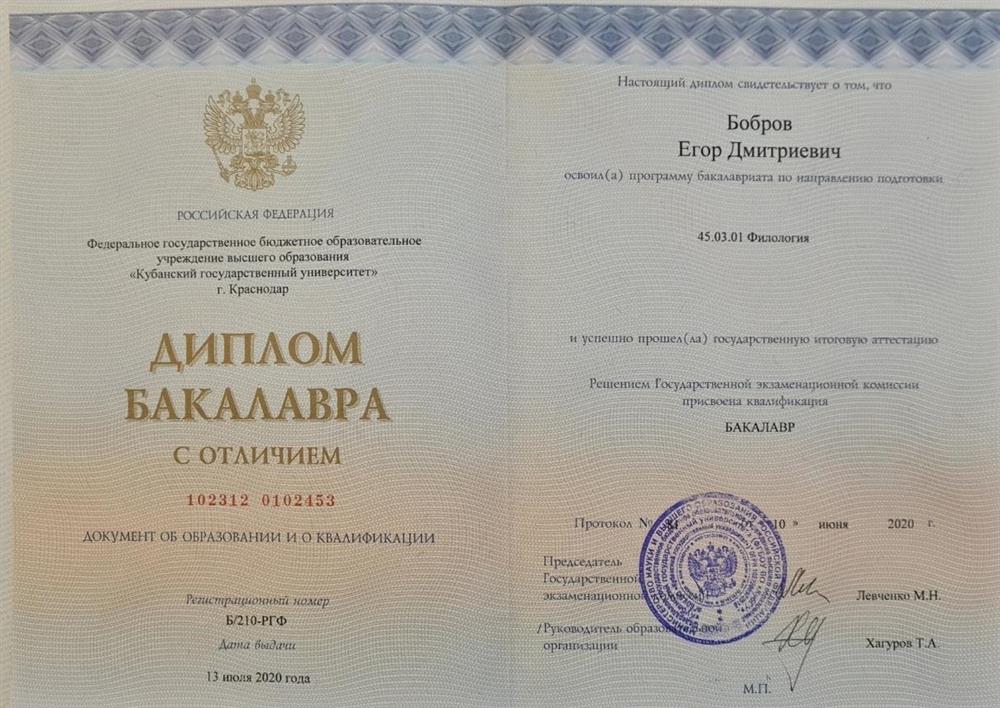 РОССИЙСКАЯ ФЕДЕРАЦИЯ
Федеральное государственное бюджетное образовательное
учреждение высшего образования
«Кубанский государственный университет»
г. Краснодар
ДИПЛОМ
БАКАЛАВРА
С ОТЛИЧИЕМ
102312 0102453
ДОКУМЕНТ ОБ ОБРАЗОВАНИИ И О КВАЛИФИКАЦИИ
Регистрационный номер
Б/210-РГФ
Дата выдачи
13 июля 2020 года
Настоящий диплом свидетельствует о том, что
Бобров
Егор Дмитриевич
освоил(а) программу бакалавриата по направлению подготовки
45.03.01 Филология
и успешно прошел(ла) государственную итоговую аттестацию
Решением Государственной экзаменационной комиссии
присвоена квалификация
БАКАЛАВР
Протокол № 10 » июня 2020 г.
Председатель
Государственной
экзаменационной
Левченко М.Н.
/Руководитель образовательной
организации
Хагуров Т.А.
М.П.